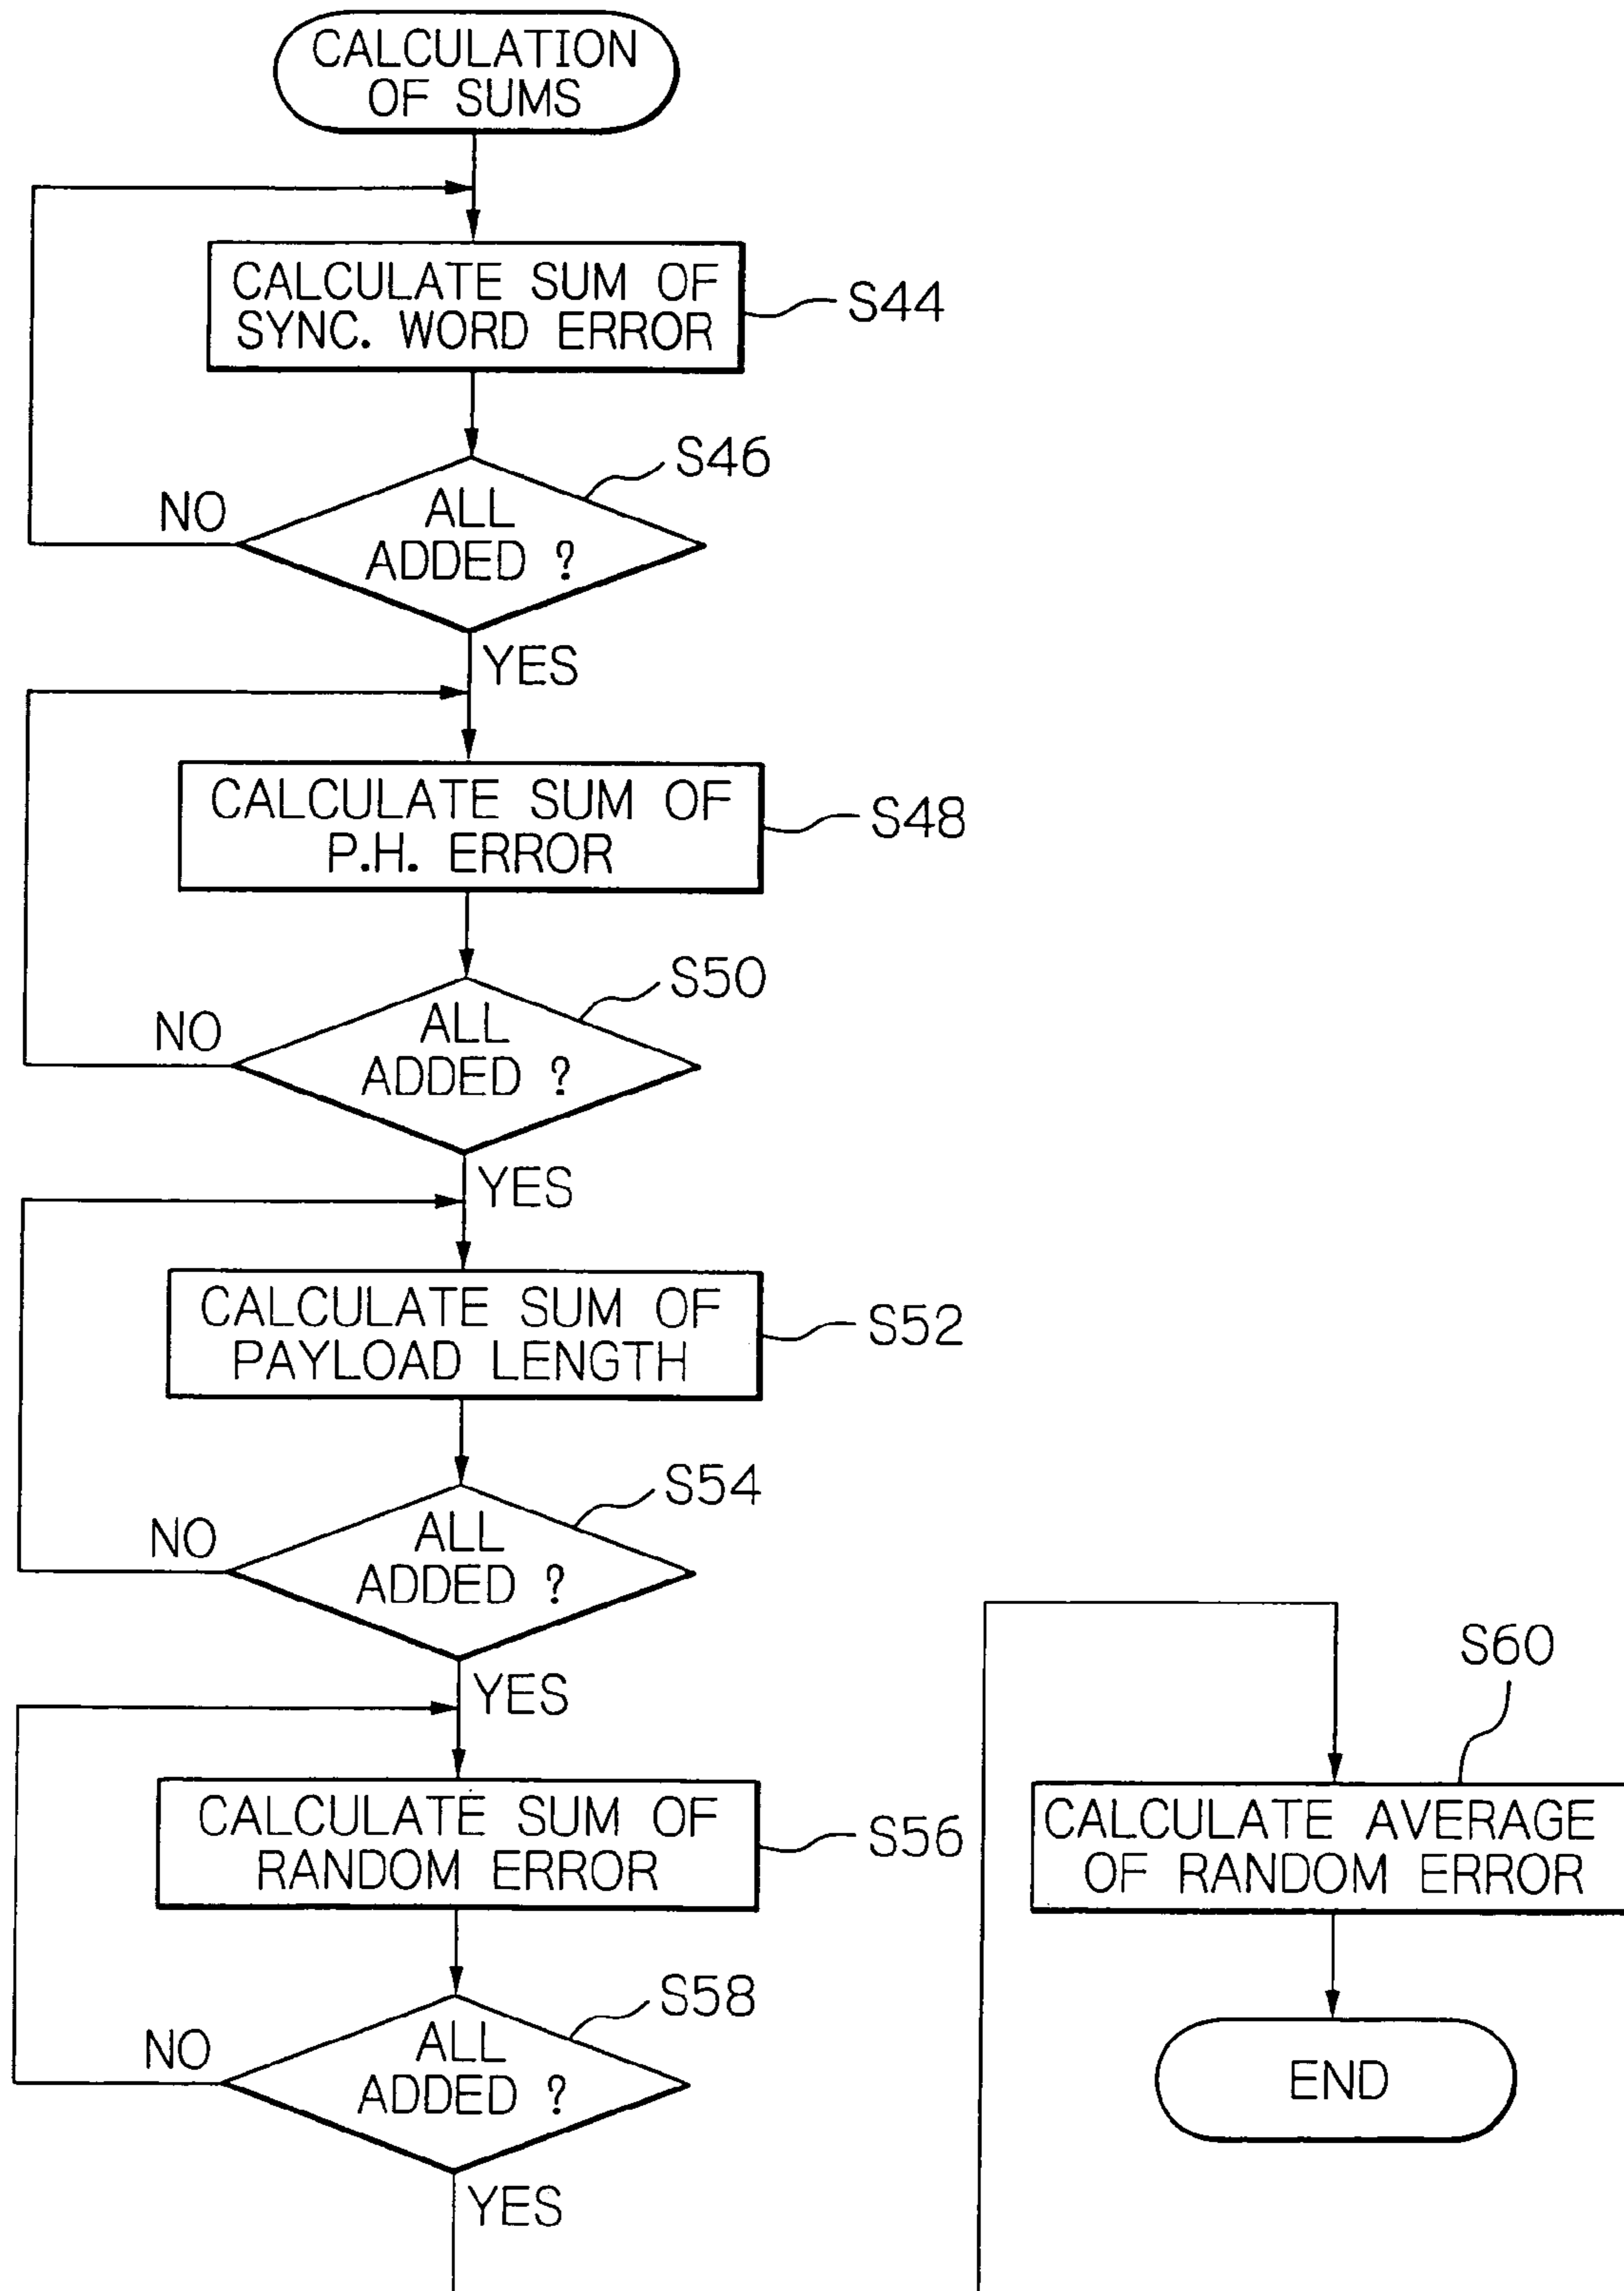 CALCULATION
OF SUMS
CALCULATE SUM OF
SYNC. WORD ERROR
S44
S46
ALL
ADDED ?
NO
YES
CALCULATE SUM OF
P.H. ERROR
S48
S50
ALL
ADDED ?
NO
YES
CALCULATE SUM OF
PAYLOAD LENGTH
S52
S54
ALL
ADDED ?
NO
YES
CALCULATE SUM OF
RANDOM ERROR
S56
S58
ALL
ADDED ?
NO
YES
S60
CALCULATE AVERAGE
OF RANDOM ERROR
END